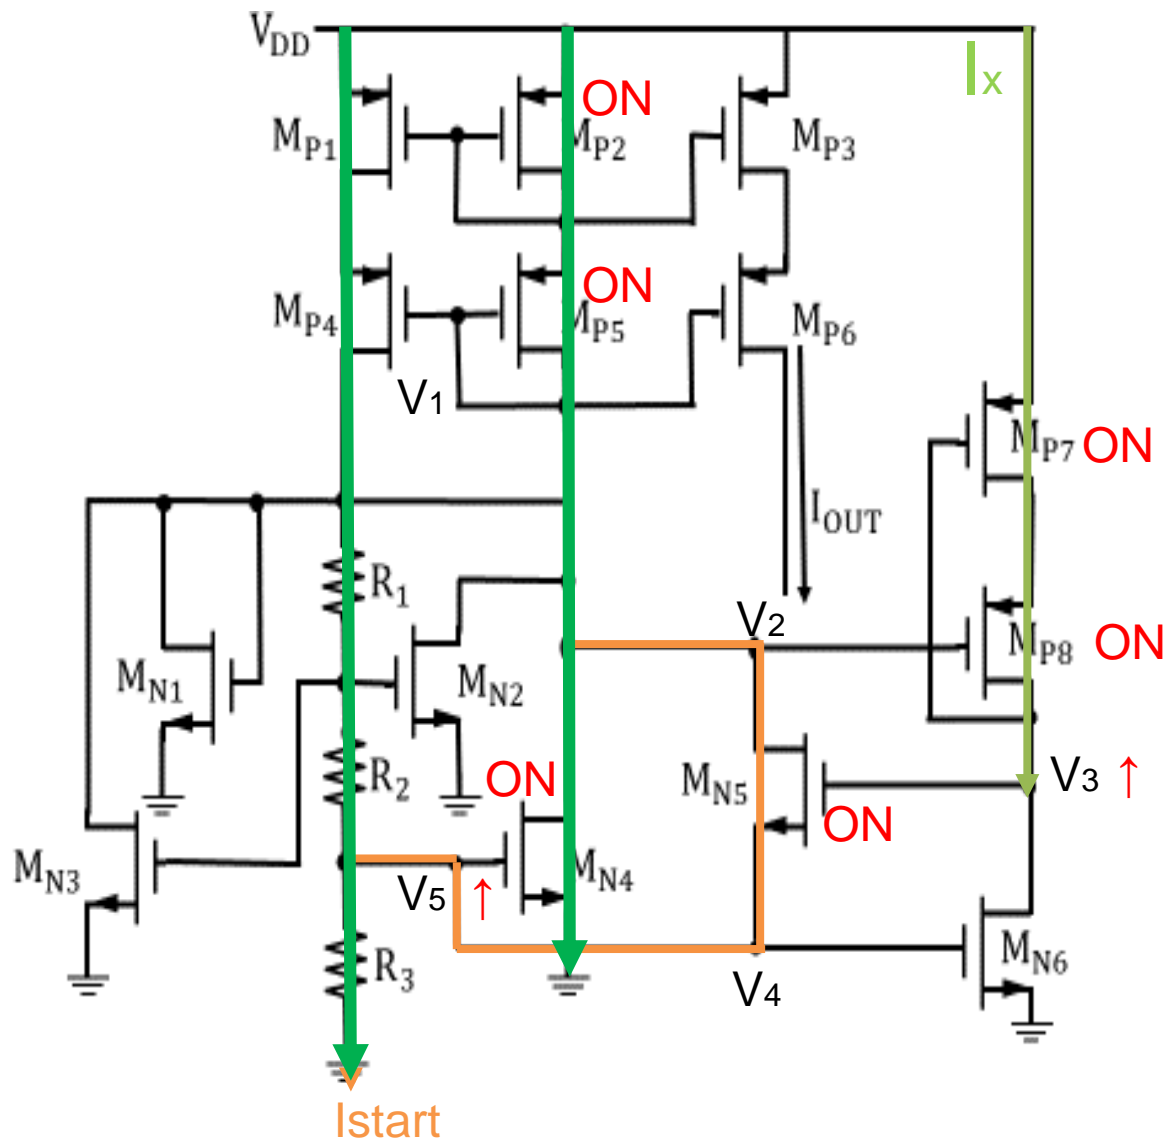 VDD
Ix
ON
MP1
MP2
MP3
ON
MP4
MP5
MP6
V1
MP7
ON
IOUT
R1
V2
MP8
ON
MN1
MN2
R2
ON
MN5
V3 ↑
ON
MN3
V5 ↑
MN4
R3
V4
MN6
Istart